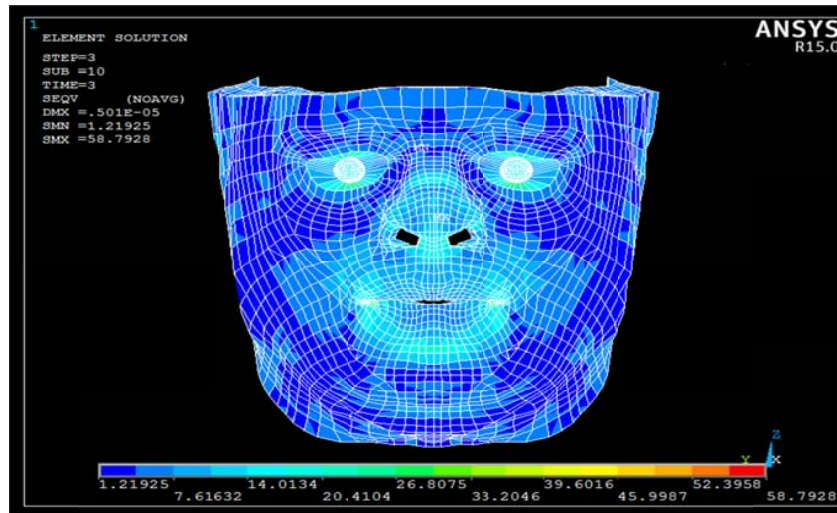 1
ELEMENT SOLUTION
STEP=3
SUB =10
TIME=3
SEQV (NOAVG)
DMX =.501E-05
SMN =1.21925
SMX =58.7928
ANSYS
R15.0
Z
Y X
1.21925 14.0134 26.8075 39.6016 52.3958
7.61632 20.4104 33.2046 45.9987 58.7928